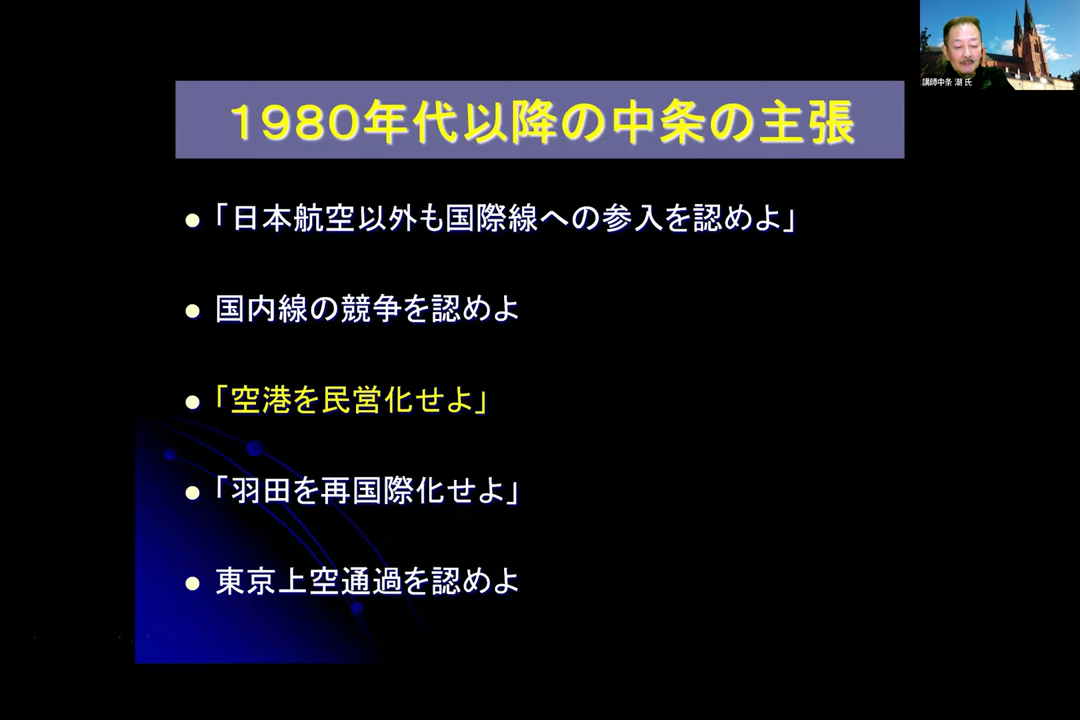 講師中条 潮 氏
1980年代以降の中条の主張
●「日本航空以外も国際線への参入を認めよ」
● 国内線の競争を認めよ
●「空港を民営化せよ」
●「羽田を再国際化せよ」
● 東京上空通過を認めよ